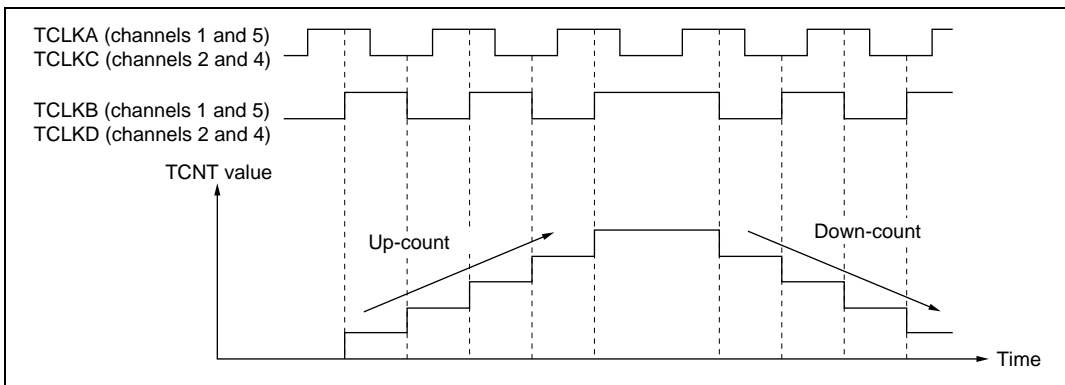 TCLKA (channels 1 and 5)
TCLKC (channels 2 and 4)
TCLKB (channels 1 and 5)
TCLKD (channels 2 and 4)
TCNT value
Up-count
Down-count
Time